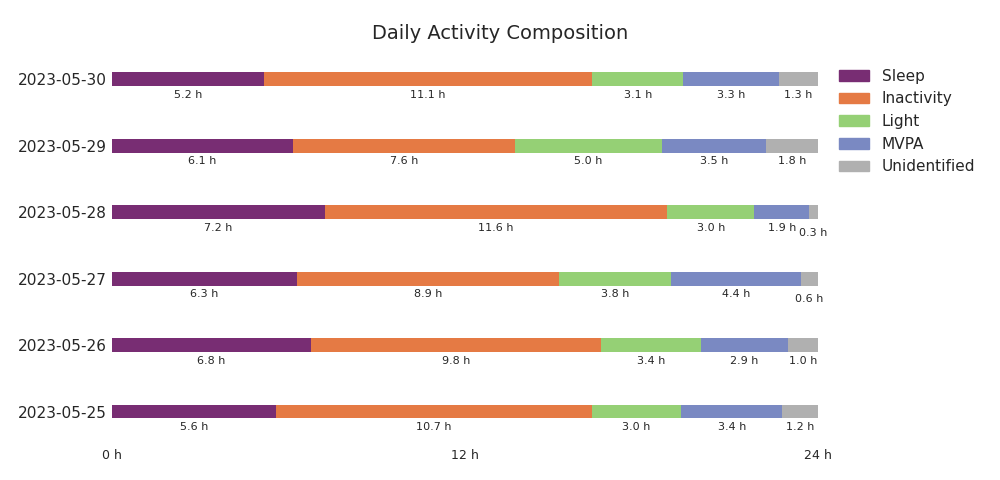 Daily Activity Composition
2023-05-30
5.2 h 11.1 h 3.1 h 3.3 h 1.3 h
2023-05-29
6.1 h 7.6 h 5.0 h 3.5 h 1.8 h
2023-05-28
7.2 h 11.6 h 3.0 h 1.9 h 0.3 h
2023-05-27
6.3 h 8.9 h 3.8 h 4.4 h 0.6 h
2023-05-26
6.8 h 9.8 h 3.4 h 2.9 h 1.0 h
2023-05-25
5.6 h 10.7 h 3.0 h 3.4 h 1.2 h
0 h 12 h 24 h
Sleep
Inactivity
Light
MVPA
Unidentified